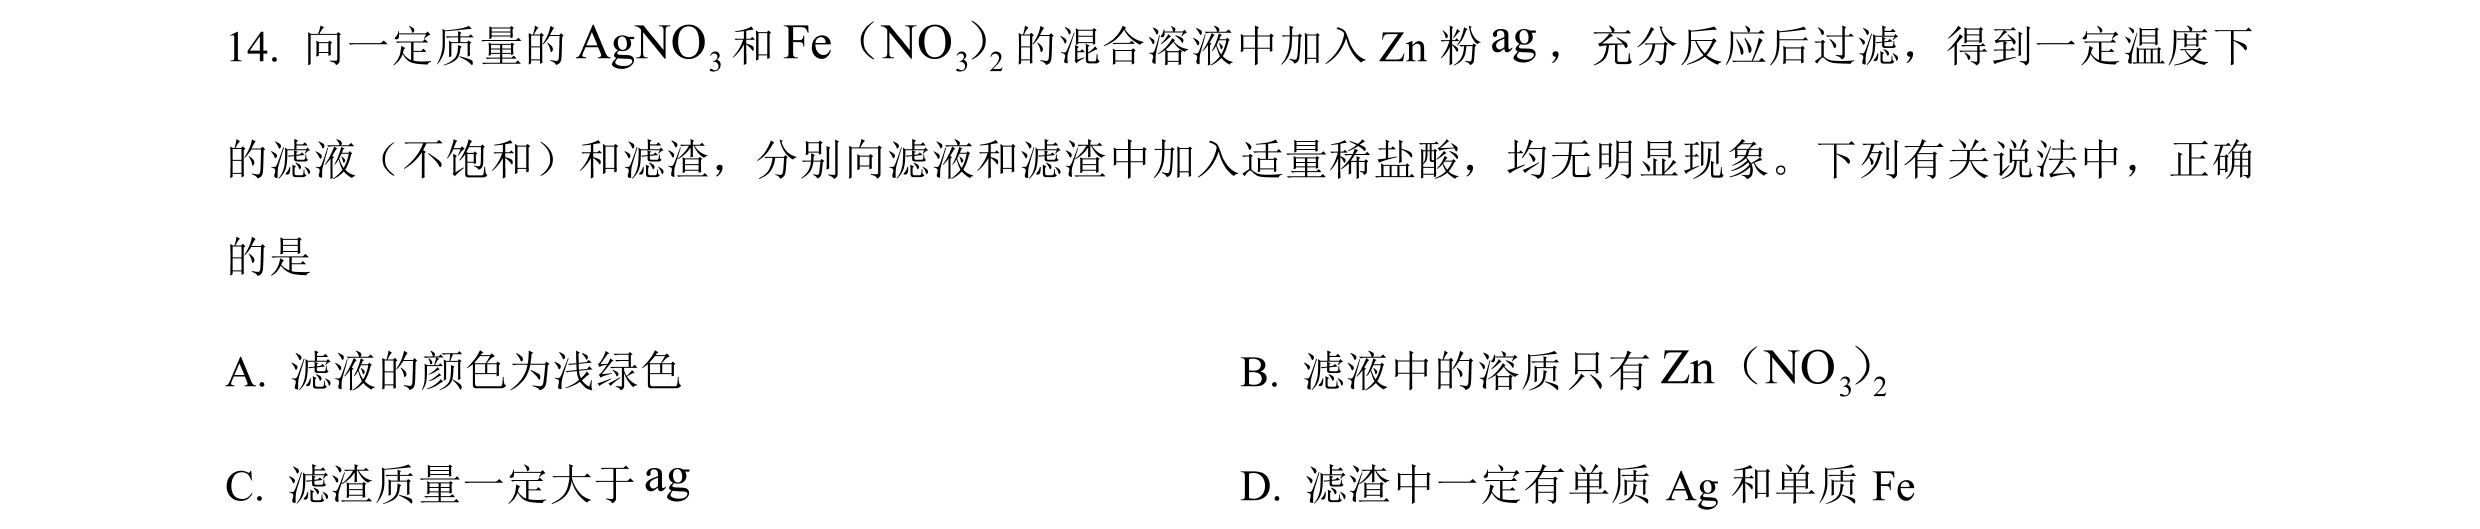 14. 向一定质量的 AgNO₃ 和 Fe（NO₃）₂ 的混合溶液中加入 Zn 粉 ag，充分反应后过滤，得到一定温度下
的滤液（不饱和）和滤渣，分别向滤液和滤渣中加入适量稀盐酸，均无明显现象。下列有关说法中，正确
的是
A. 滤液的颜色为浅绿色 B. 滤液中的溶质只有 Zn（NO₃）₂
C. 滤渣质量一定大于 ag D. 滤渣中一定有单质 Ag 和单质 Fe